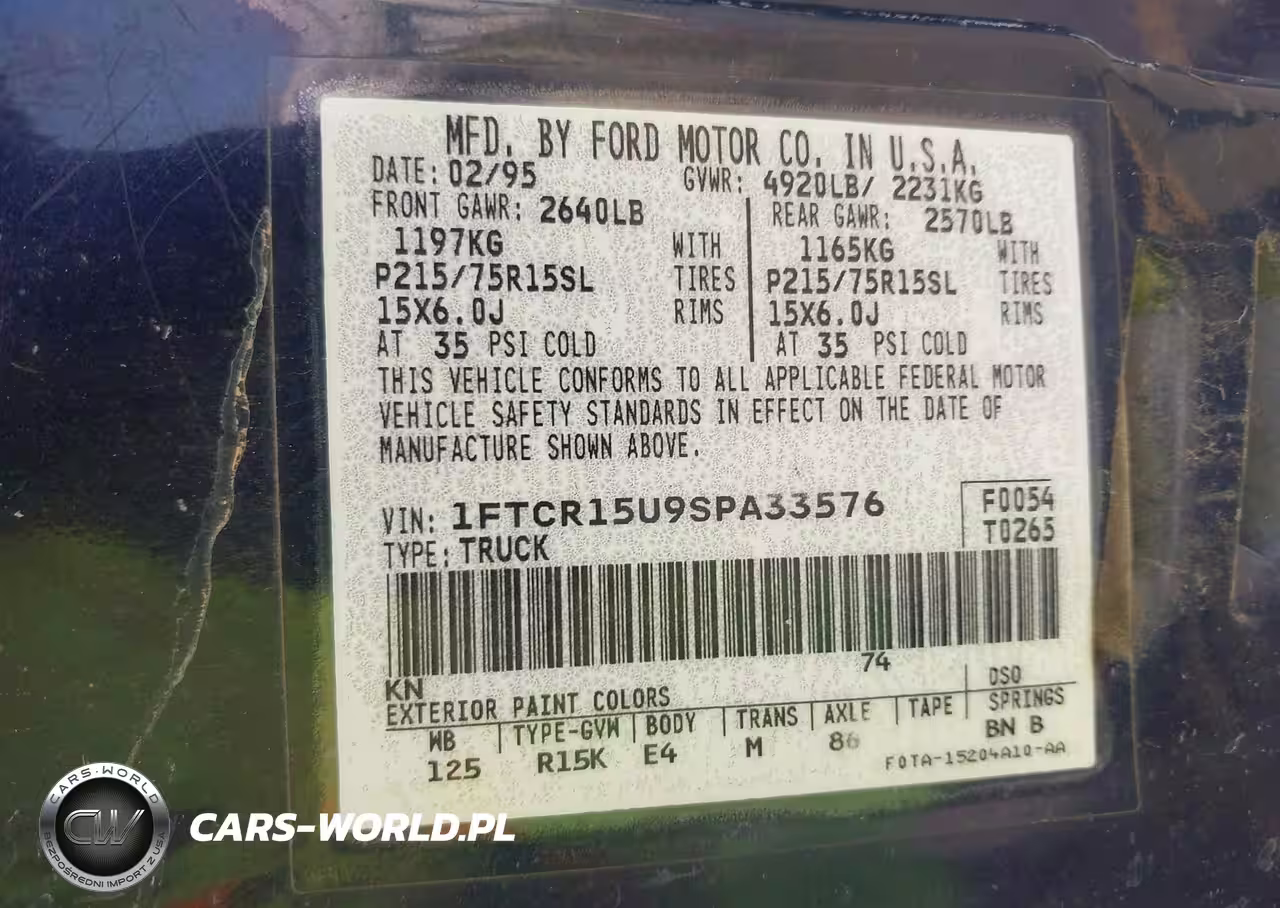 MFD. BY FORD MOTOR CO. IN U.S.A.
DATE: 02/95 GVWR: 4920LB/ 2231KG
FRONT GAWR: 2640LB REAR GAWR: 2570LB
1197KG WITH 1165KG WITH
P215/75R15SL TIRES P215/75R15SL TIRES
15X6.0J RIMS 15X6.0J RIMS
AT 35 PSI COLD AT 35 PSI COLD
THIS VEHICLE CONFORMS TO ALL APPLICABLE FEDERAL MOTOR
VEHICLE SAFETY STANDARDS IN EFFECT ON THE DATE OF
MANUFACTURE SHOWN ABOVE.
VIN: 1FTCR15U9SPA33576 F0054
TYPE: TRUCK T0265
74
KN
EXTERIOR PAINT COLORS DSO
WB TYPE-GVW BODY TRANS AXLE TAPE SPRINGS
125 R15K E4 M 86 BN B
F0TA-15204A10-AA
CARS-WORLD
CW
BEZPOŚREDNI IMPORT Z USA
CARS-WORLD.PL